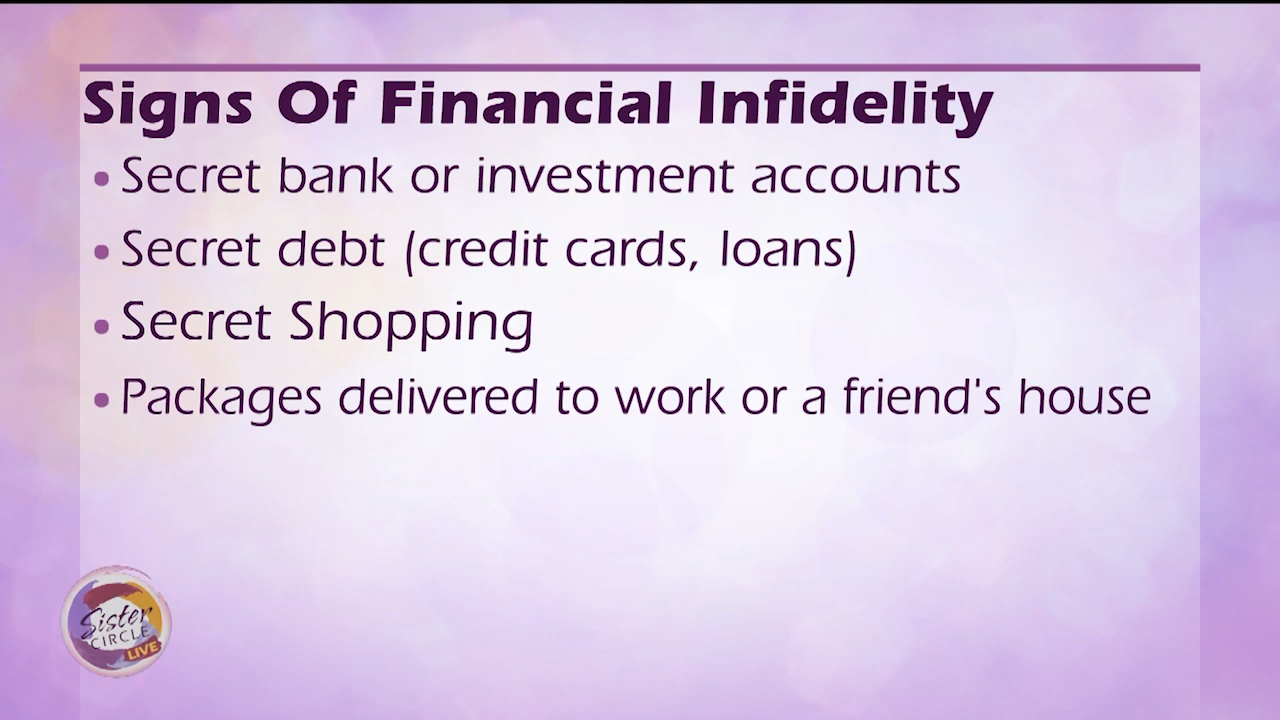 Signs Of Financial Infidelity
• Secret bank or investment accounts
• Secret debt (credit cards, loans)
• Secret Shopping
• Packages delivered to work or a friend's house
Sister
CIRCLE
LIVE